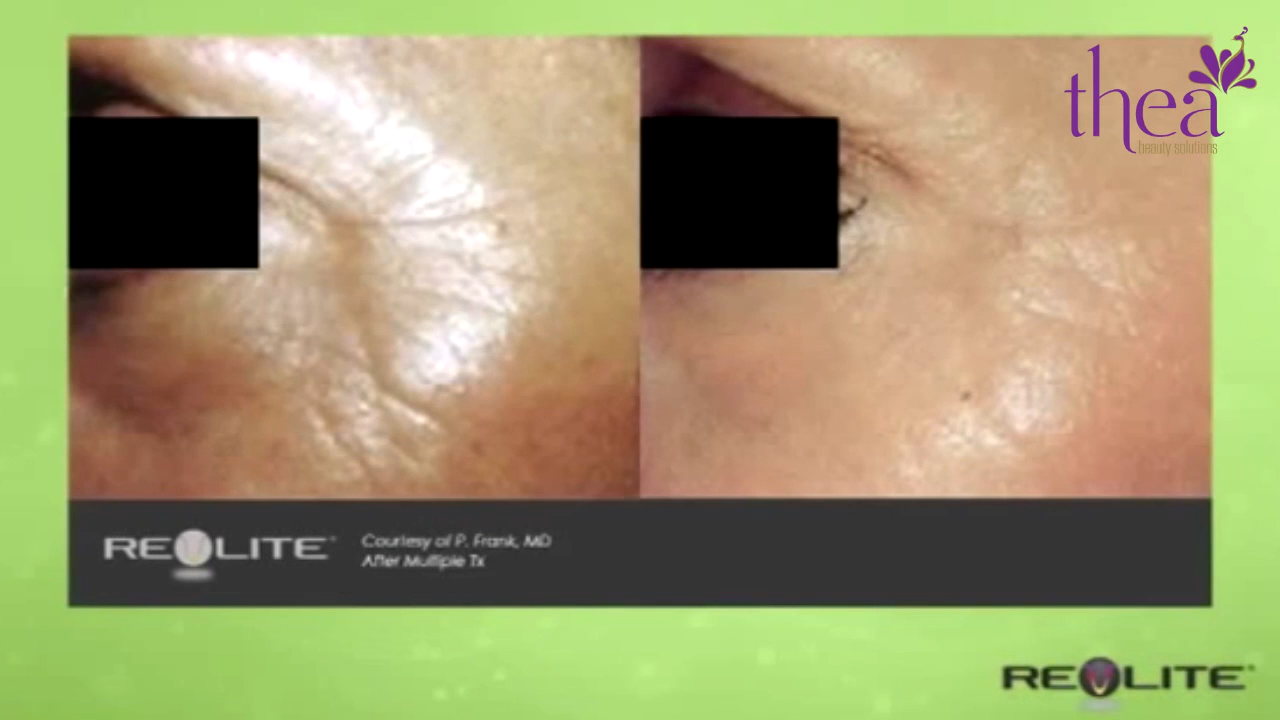 thea
beauty solutions
REVLITE
Courtesy of P. Frank, MD
After Multiple Tx
REVLITE